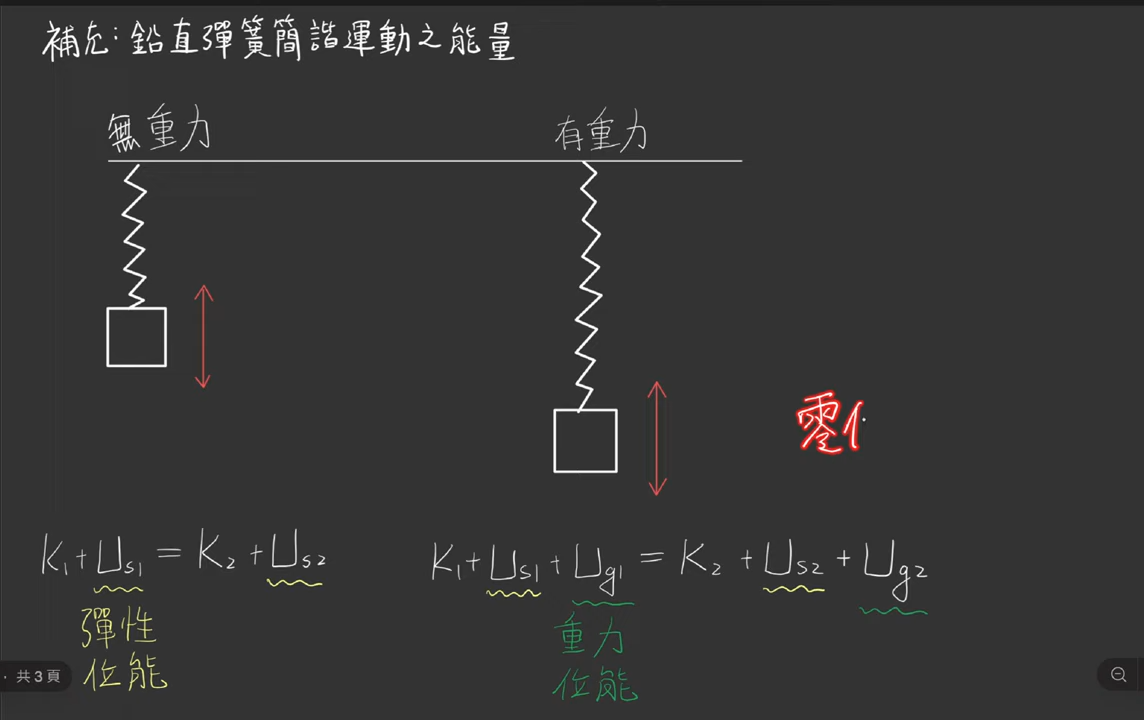 補充:鉛直彈簧簡諧運動之能量
無重力
有重力
零位
K₁+Us1=K₂+Us2
K₁+Us1+Ug1=K₂+Us2+Ug2
彈性
位能
重力
位能
· 共3頁